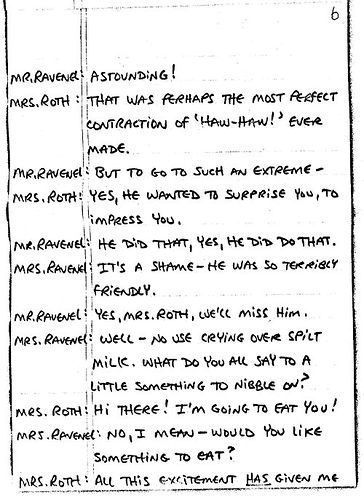 6
MR. RAVENEL: ASTOUNDING!
MRS. ROTH: THAT WAS PERHAPS THE MOST PERFECT
CONTRACTION OF 'HAW-HAW!' EVER
MADE.
MR. RAVENEL: BUT TO GO TO SUCH AN EXTREME -
MRS. ROTH: YES, HE WANTED TO SURPRISE YOU, TO
IMPRESS YOU.
MR. RAVENEL: HE DID THAT, YES, HE DID DO THAT.
MRS. RAVENEL: IT'S A SHAME - HE WAS SO TERRIBLY
FRIENDLY.
MR. RAVENEL: YES, MRS. ROTH, WE'LL MISS HIM.
MRS. RAVENEL: WELL - NO USE CRYING OVER SPILT
MILK. WHAT DO YOU ALL SAY TO A
LITTLE SOMETHING TO NIBBLE ON?
MRS. ROTH: HI THERE! I'M GOING TO EAT YOU!
MRS. RAVENEL: NO, I MEAN - WOULD YOU LIKE
SOMETHING TO EAT?
MRS. ROTH: ALL THIS EXCITEMENT HAS GIVEN ME